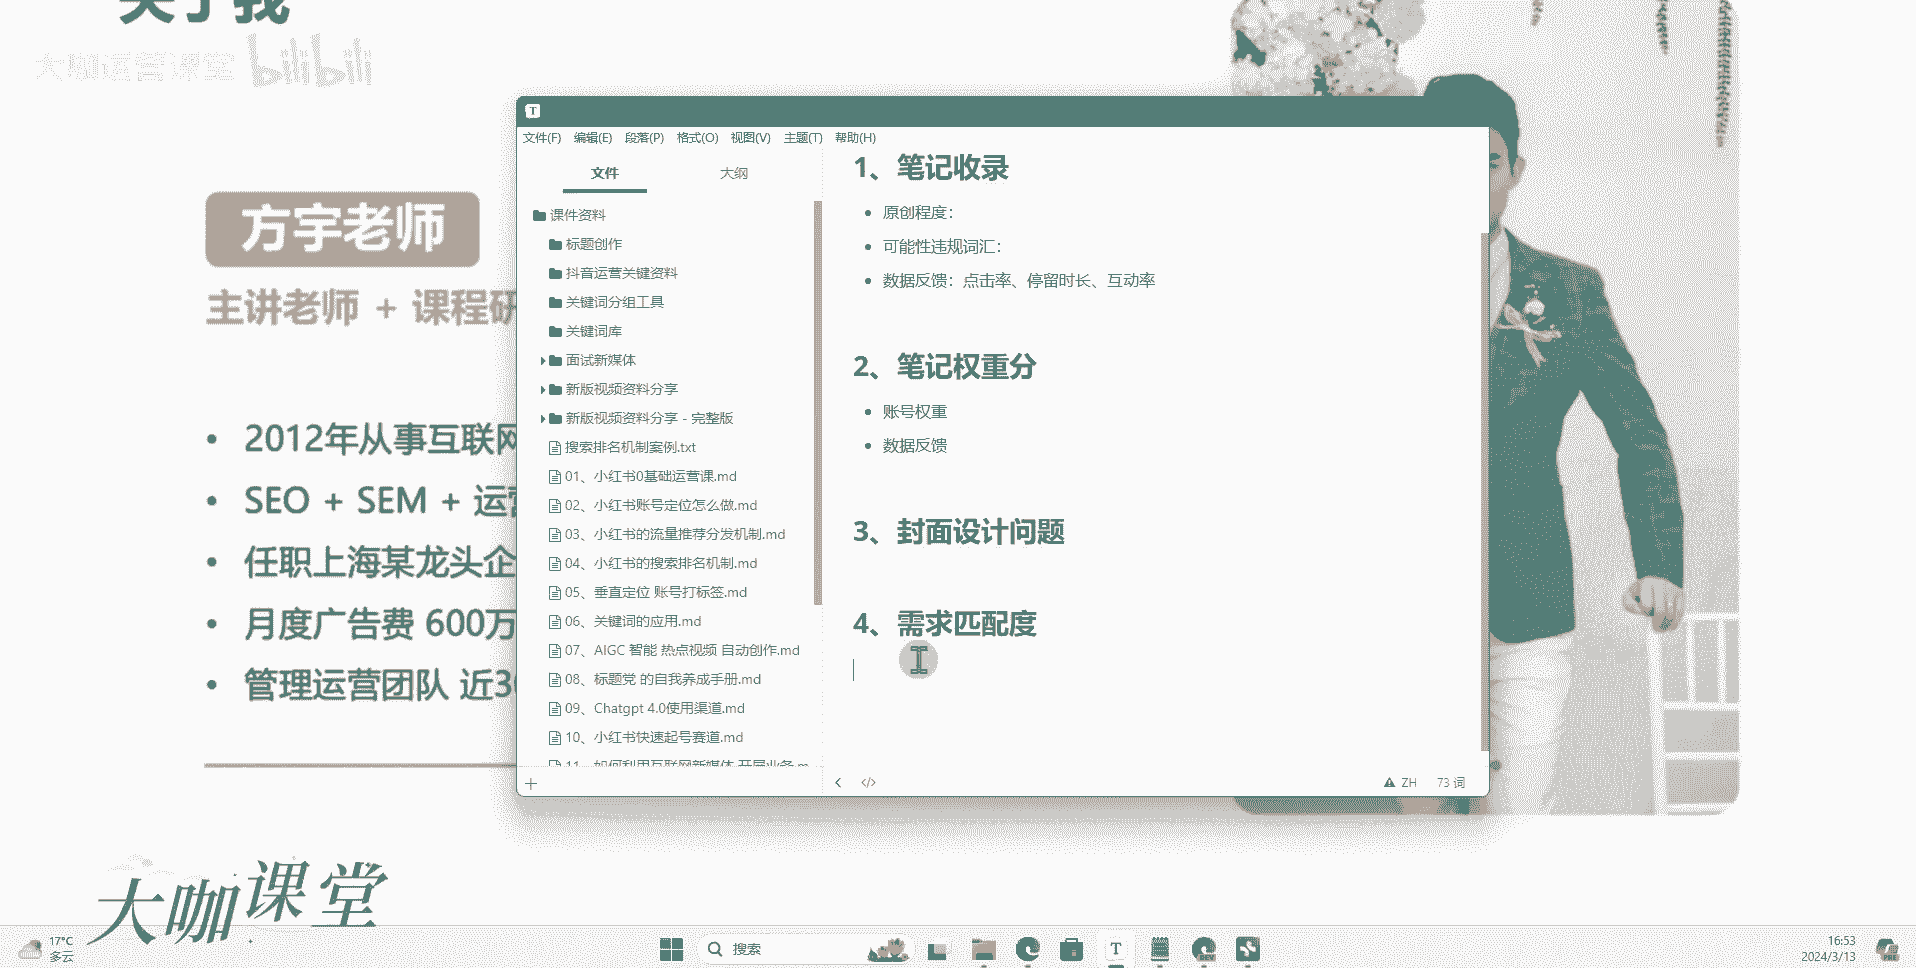 关于我
大咖运营课堂 bilibili
方宇老师
主讲老师 + 课程研
• 2012年从事互联网
• SEO + SEM + 运营
• 任职上海某龙头企
• 月度广告费 600万
• 管理运营团队 近30
T
文件(F) 编辑(E) 段落(P) 格式(O) 视图(V) 主题(T) 帮助(H)
文件 大纲
课件资料
标题创作
抖音运营关键资料
关键词分组工具
关键词库
面试新媒体
新版视频资料分享
新版视频资料分享 - 完整版
搜索排名机制案例.txt
01、小红书0基础运营课.md
02、小红书账号定位怎么做.md
03、小红书的流量推荐分发机制.md
04、小红书的搜索排名机制.md
05、垂直定位 账号打标签.md
06、关键词的应用.md
07、AIGC 智能 热点视频 自动创作.md
08、标题党 的自我养成手册.md
09、Chatgpt 4.0使用渠道.md
10、小红书快速起号赛道.md
11、如何利用互联网新媒体 开展业务.m
1、笔记收录
• 原创程度：
• 可能性违规词汇：
• 数据反馈：点击率、停留时长、互动率
2、笔记权重分
• 账号权重
• 数据反馈
3、封面设计问题
4、需求匹配度
</> ZH 73 词
大咖课堂
17°C
多云
搜索
T
DEV
16:53
2024/3/13
PRE